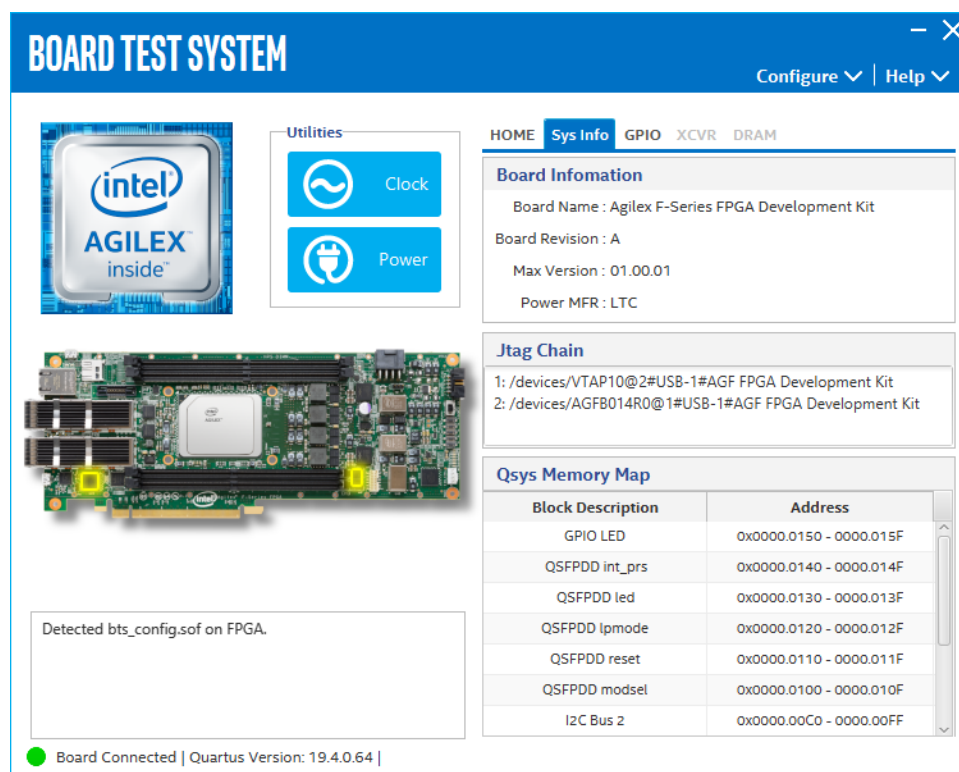 BOARD TEST SYSTEM
Configure
Help
intel
AGILEX
inside™
Utilities
Clock
Power
HOME
Sys Info
GPIO
XCVR
DRAM
Board Infomation
Board Name : Agilex F-Series FPGA Development Kit
Board Revision : A
Max Version : 01.00.01
Power MFR : LTC
Jtag Chain
1: /devices/VTAP10@2#USB-1#AGF FPGA Development Kit
2: /devices/AGFB014R0@1#USB-1#AGF FPGA Development Kit
Qsys Memory Map
Block Description Address
GPIO LED 0x0000.0150 - 0000.015F
QSFPDD int_prs 0x0000.0140 - 0000.014F
QSFPDD led 0x0000.0130 - 0000.013F
QSFPDD lpmode 0x0000.0120 - 0000.012F
QSFPDD reset 0x0000.0110 - 0000.011F
QSFPDD modsel 0x0000.0100 - 0000.010F
I2C Bus 2 0x0000.00C0 - 0000.00FF
intel
Detected bts_config.sof on FPGA.
Board Connected | Quartus Version: 19.4.0.64 |